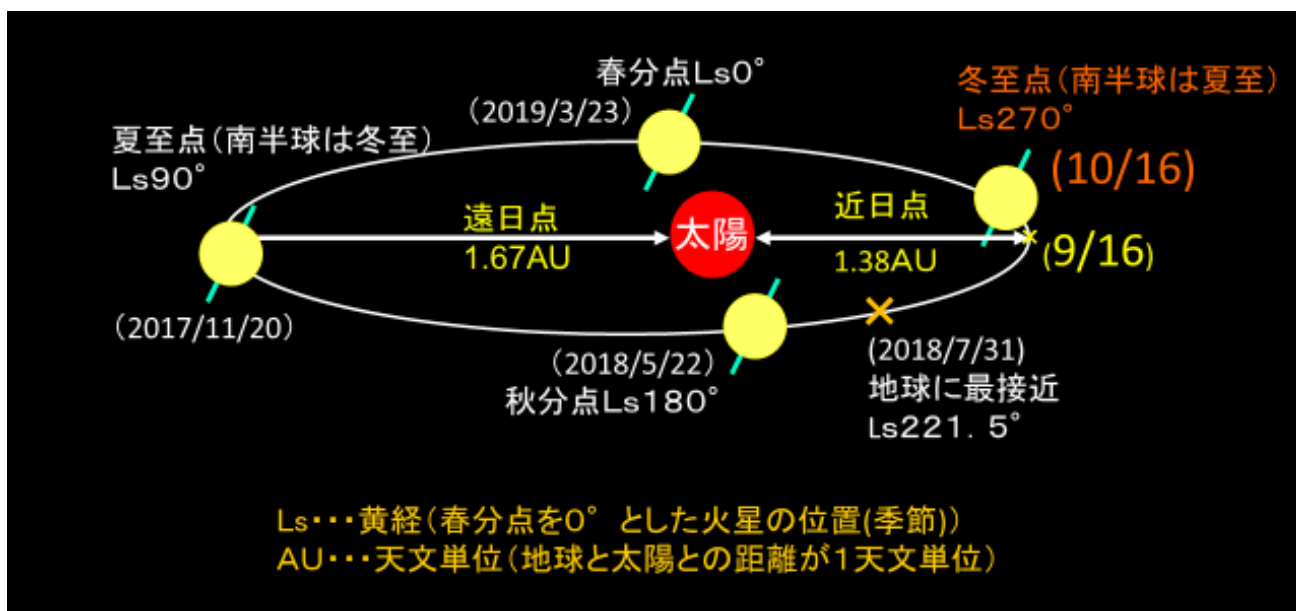 春分点Ls0°
（2019/3/23）
冬至点（南半球は夏至）
Ls270°
(10/16)
夏至点（南半球は冬至）
Ls90°
遠日点
1.67AU
太陽
近日点
1.38AU
(9/16)
（2017/11/20）
（2018/5/22）
秋分点Ls180°
(2018/7/31)
地球に最接近
Ls221．5°
Ls･･･黄経（春分点を0°とした火星の位置(季節)）
AU･･･天文単位（地球と太陽との距離が1天文単位）